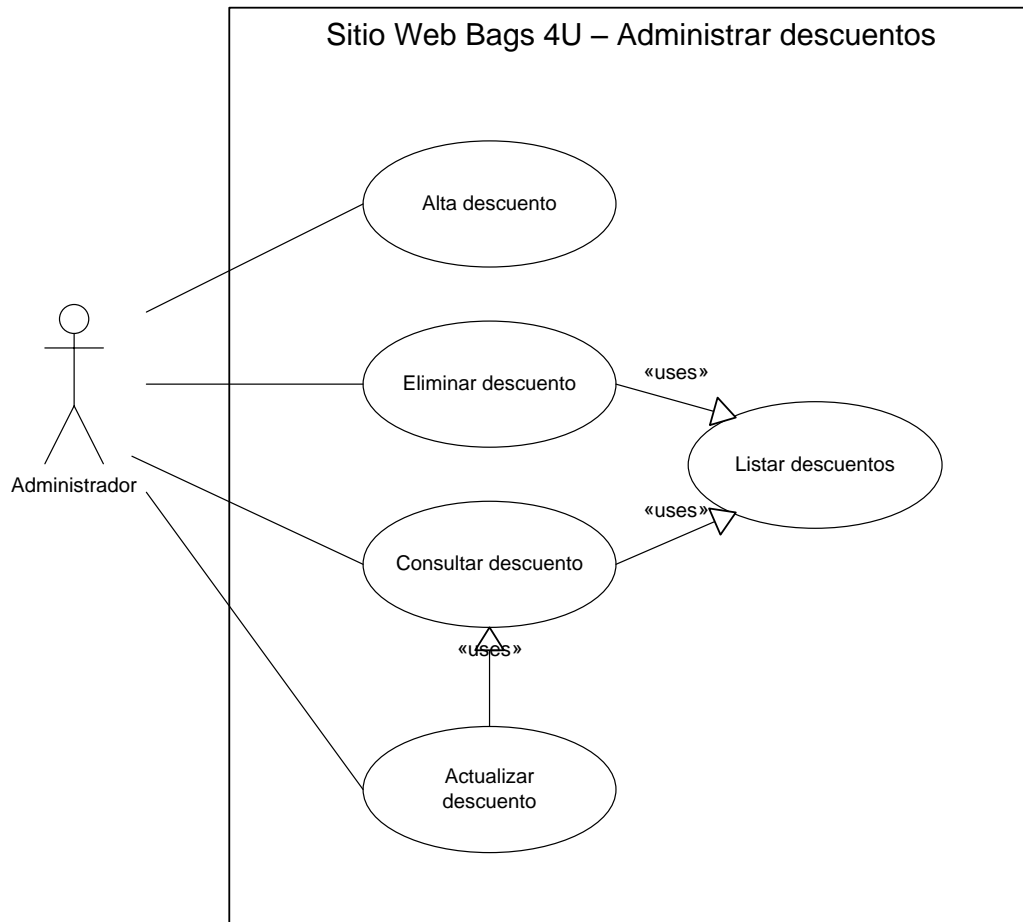 Sitio Web Bags 4U – Administrar descuentos
Alta descuento
Eliminar descuento
«uses»
Listar descuentos
Administrador
«uses»
Consultar descuento
«uses»
Actualizar
descuento